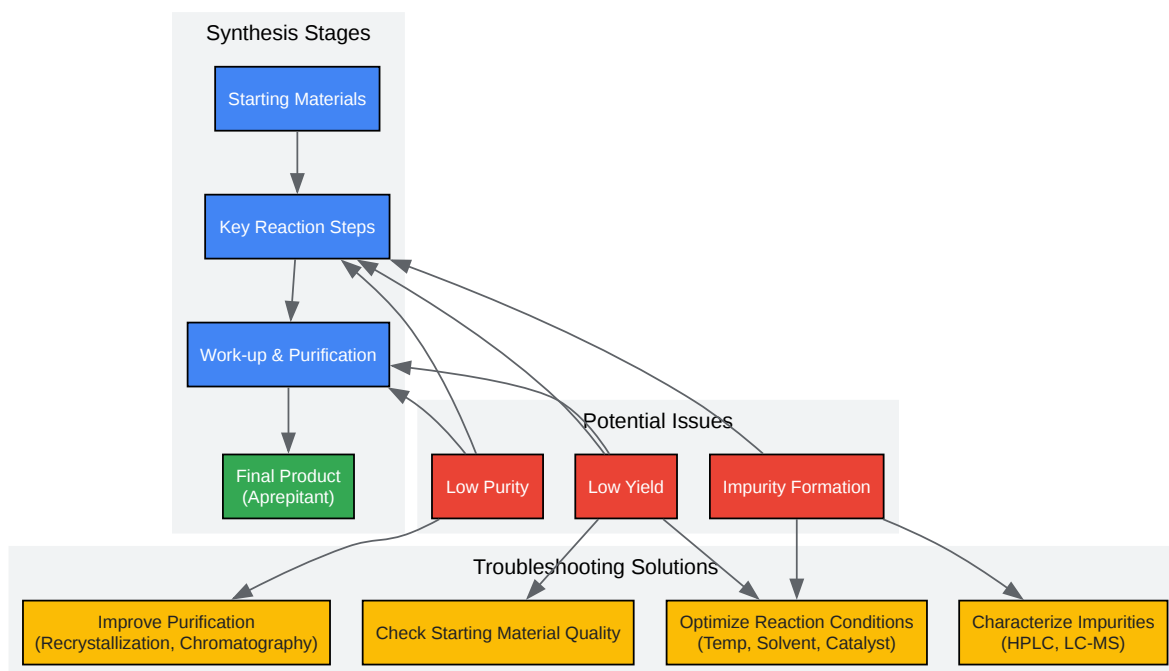 Synthesis Stages
Starting Materials
Key Reaction Steps
Work-up & Purification
Final Product
(Aprepitant)
Potential Issues
Low Purity
Low Yield
Impurity Formation
Troubleshooting Solutions
Improve Purification
(Recrystallization, Chromatography)
Check Starting Material Quality
Optimize Reaction Conditions
(Temp, Solvent, Catalyst)
Characterize Impurities
(HPLC, LC-MS)